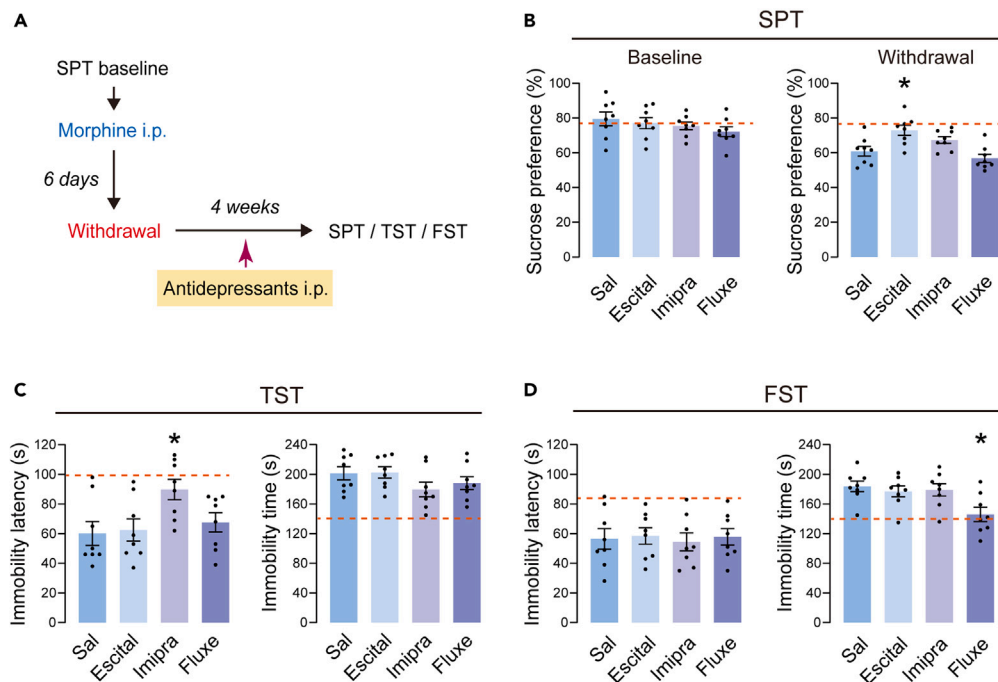 A
SPT baseline
Morphine i.p.
6 days
4 weeks
Withdrawal
SPT / TST / FST
Antidepressants i.p.
B
SPT
Baseline
Sucrose preference (%)
100
80
60
40
20
0
Sal
Escital
Imipra
Fluxe
Withdrawal
Sucrose preference (%)
100
80
60
40
20
0
*
Sal
Escital
Imipra
Fluxe
C
TST
Immobility latency (s)
120
100
80
60
40
20
0
*
Sal
Escital
Imipra
Fluxe
Immobility time (s)
240
200
160
120
80
40
0
Sal
Escital
Imipra
Fluxe
D
FST
Immobility latency (s)
120
100
80
60
40
20
0
Sal
Escital
Imipra
Fluxe
Immobility time (s)
240
200
160
120
80
40
0
*
Sal
Escital
Imipra
Fluxe